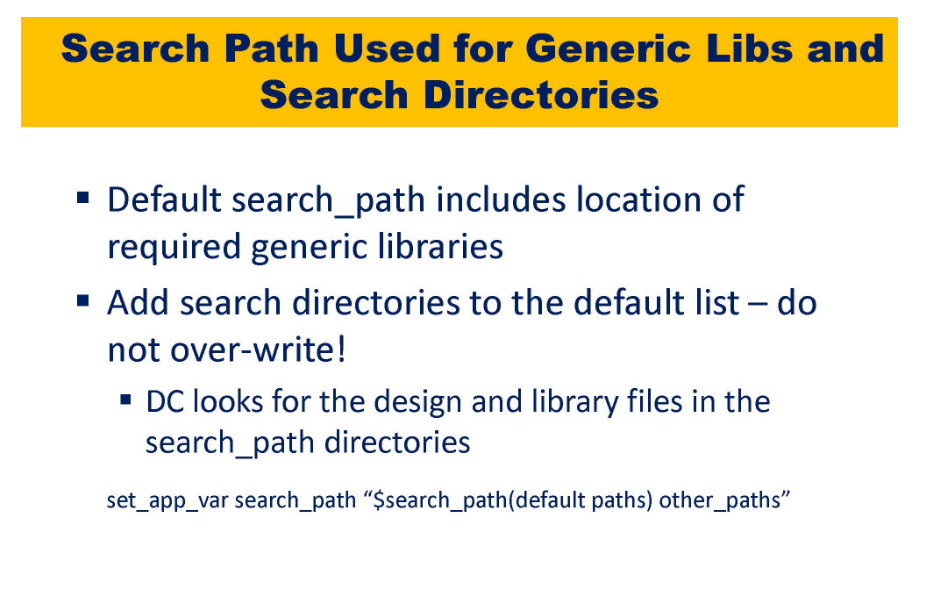 Search Path Used for Generic Libs and
Search Directories
▪ Default search_path includes location of
required generic libraries
▪ Add search directories to the default list – do
not over-write!
▪ DC looks for the design and library files in the
search_path directories
set_app_var search_path “$search_path(default paths) other_paths”